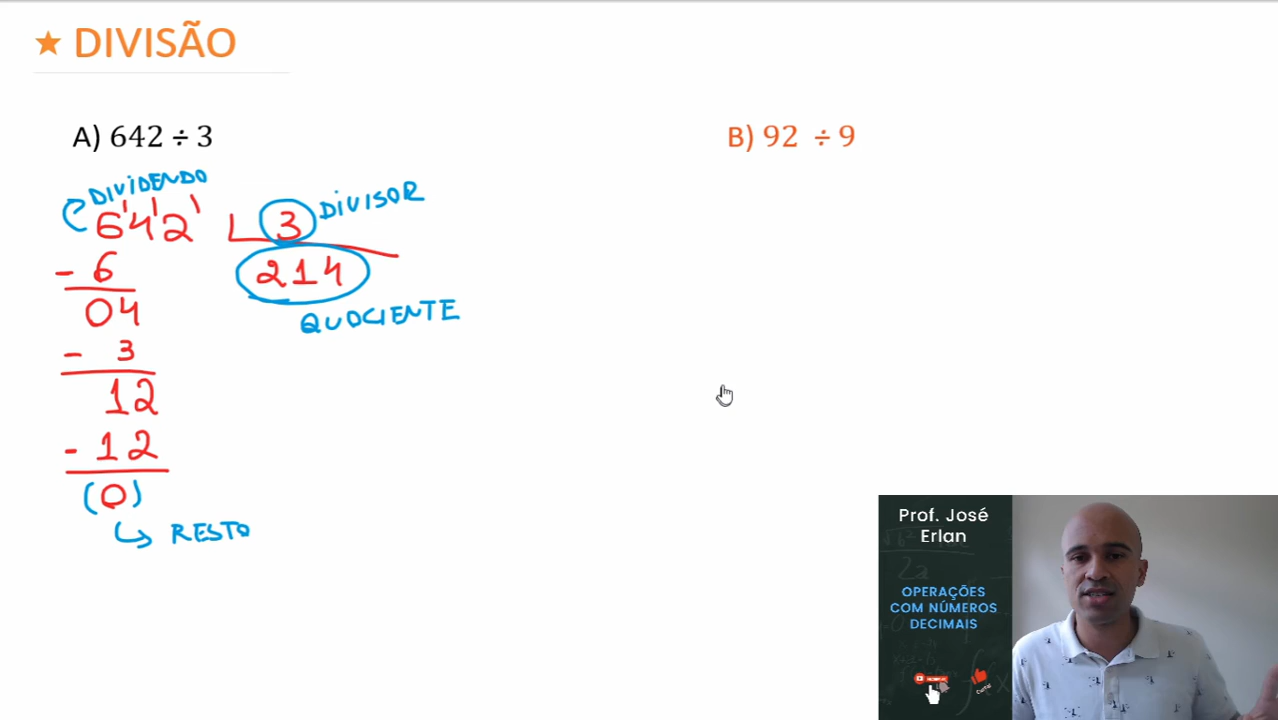 DIVISÃO
A) 642 ÷ 3
DIVIDENDO
642 3 DIVISOR
- 6 214
04 QUOCIENTE
- 3
12
- 12
(0)
RESTO
B) 92 ÷ 9
Prof. José
Erlan
OPERAÇÕES
COM NÚMEROS
DECIMAIS
2a